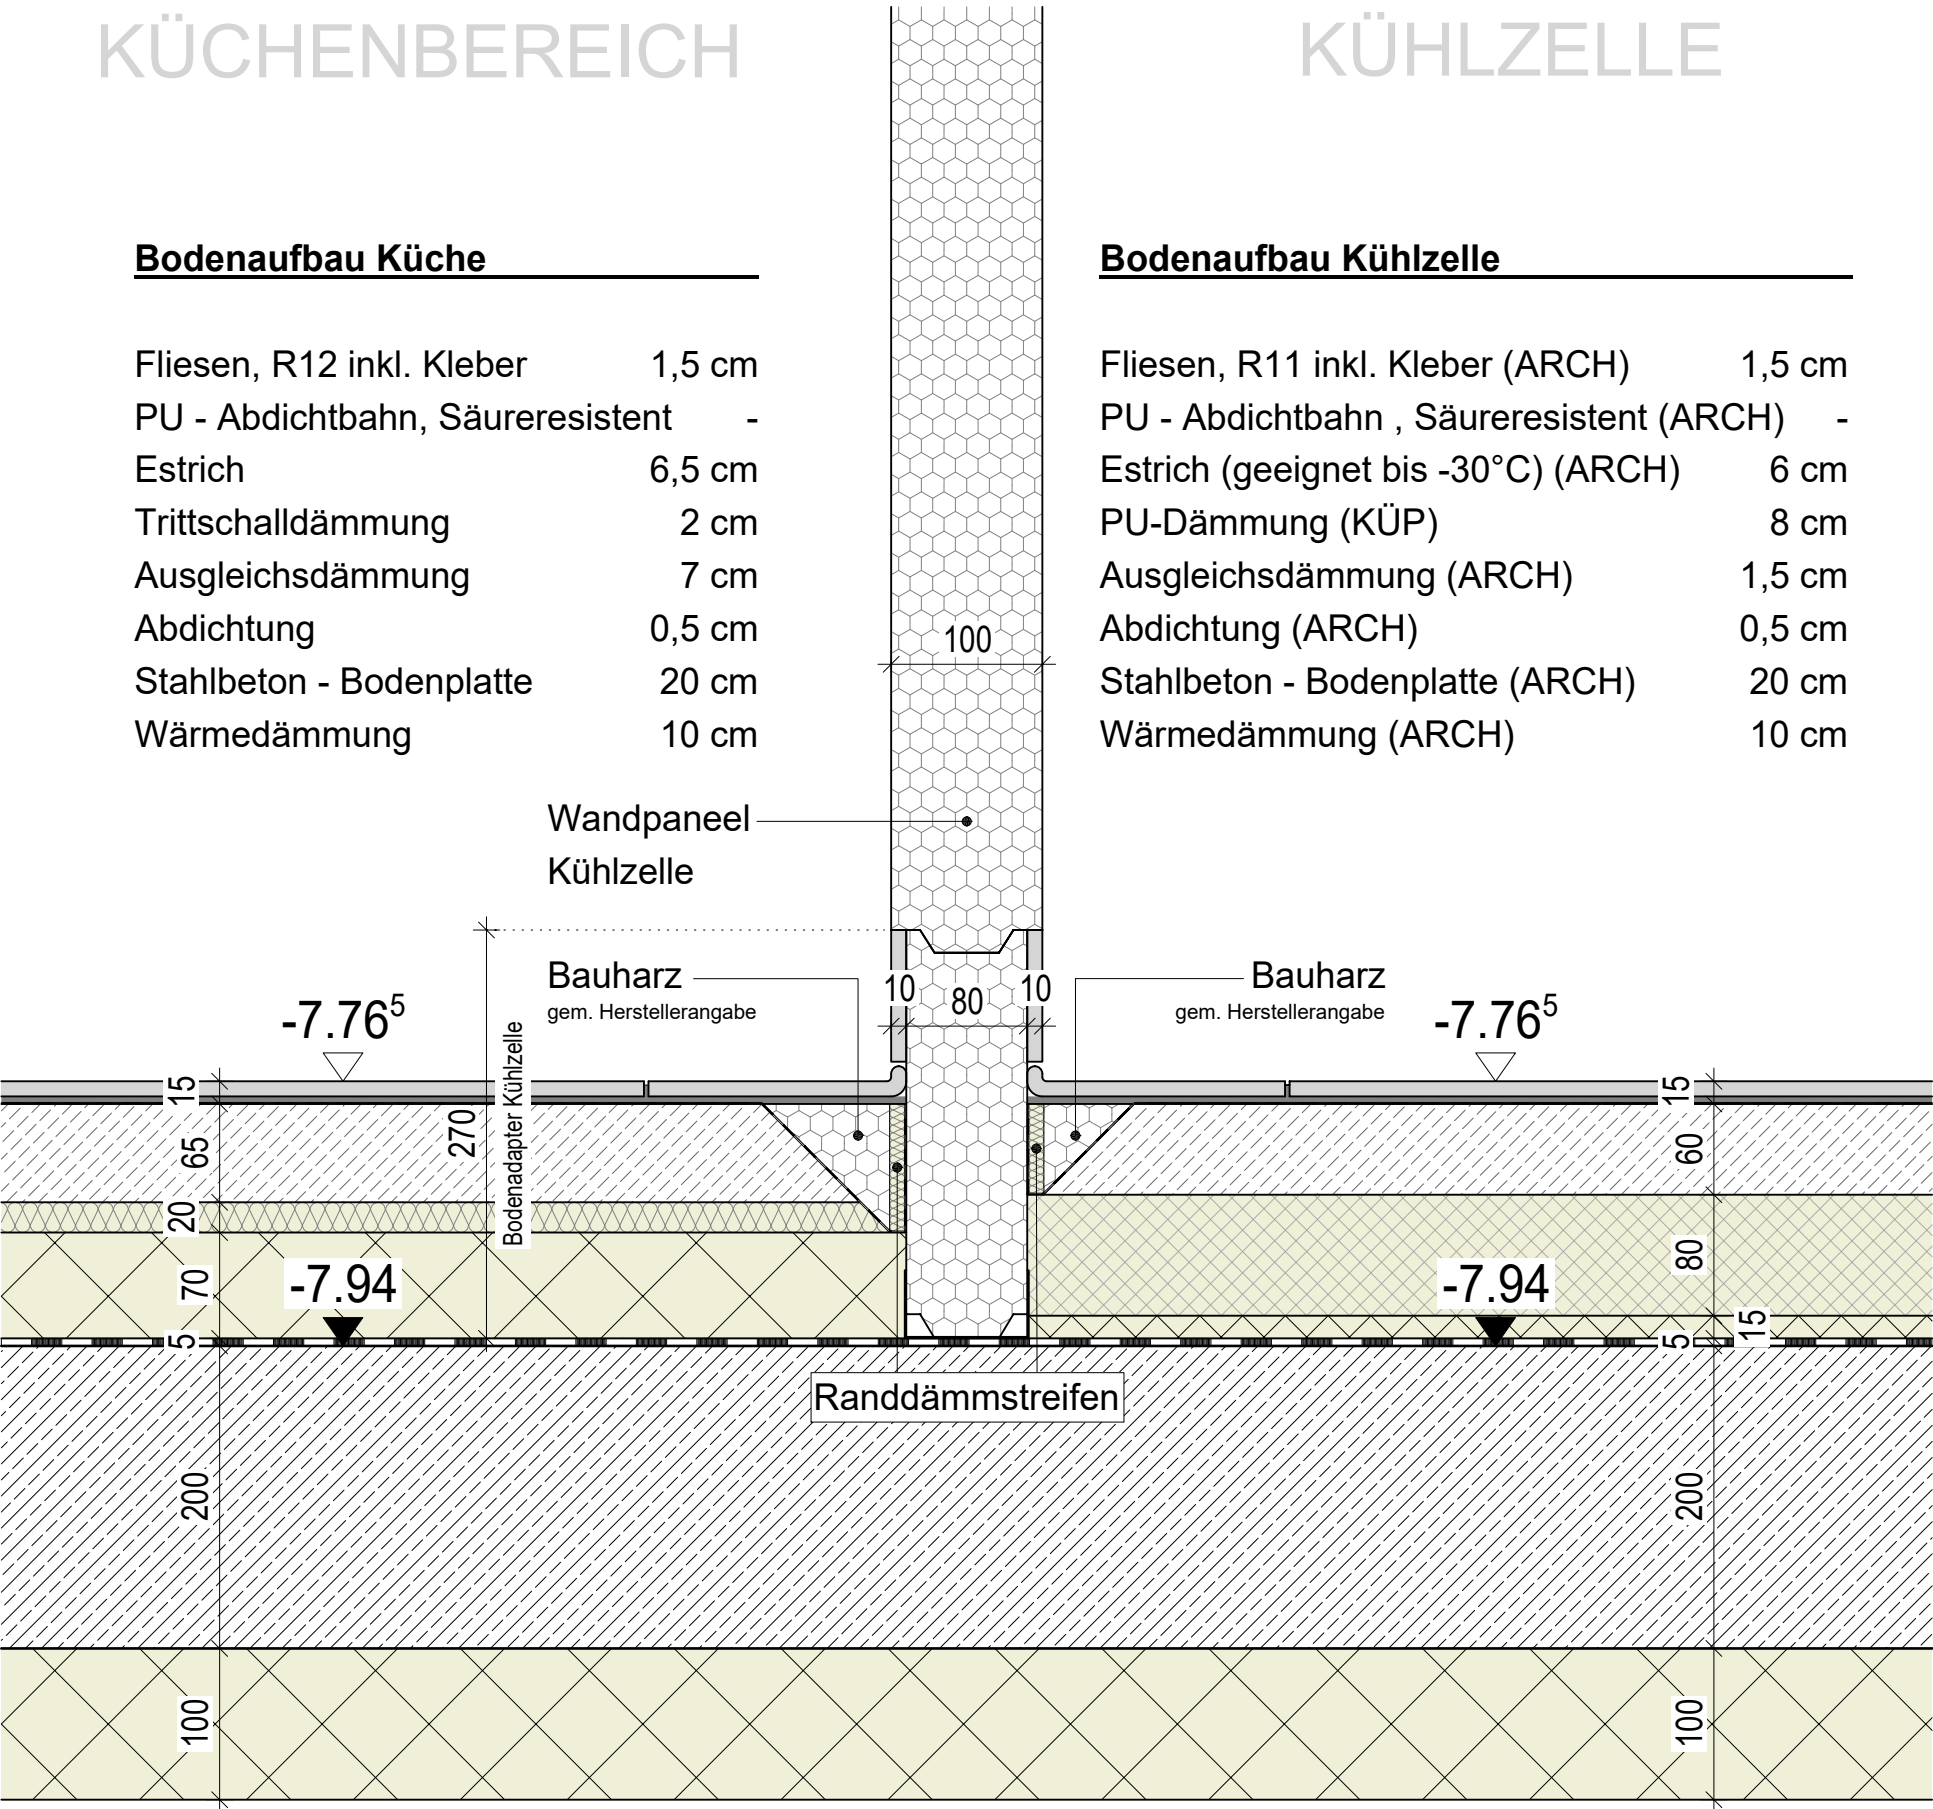 KÜCHENBEREICH
KÜHLZELLE
Bodenaufbau Küche
Fliesen, R12 inkl. Kleber 1,5 cm
PU - Abdichtbahn, Säureresistent -
Estrich 6,5 cm
Trittschalldämmung 2 cm
Ausgleichsdämmung 7 cm
Abdichtung 0,5 cm
Stahlbeton - Bodenplatte 20 cm
Wärmedämmung 10 cm
Bodenaufbau Kühlzelle
Fliesen, R11 inkl. Kleber (ARCH) 1,5 cm
PU - Abdichtbahn , Säureresistent (ARCH) -
Estrich (geeignet bis -30°C) (ARCH) 6 cm
PU-Dämmung (KÜP) 8 cm
Ausgleichsdämmung (ARCH) 1,5 cm
Abdichtung (ARCH) 0,5 cm
Stahlbeton - Bodenplatte (ARCH) 20 cm
Wärmedämmung (ARCH) 10 cm
100
Wandpaneel
Kühlzelle
Bauharz
gem. Herstellerangabe
10
80
10
Bauharz
gem. Herstellerangabe
-7.76⁵
-7.76⁵
270
Bodenadapter Kühlzelle
15
65
20
70
5
200
100
-7.94
15
60
80
15
5
200
100
-7.94
Randdämmstreifen